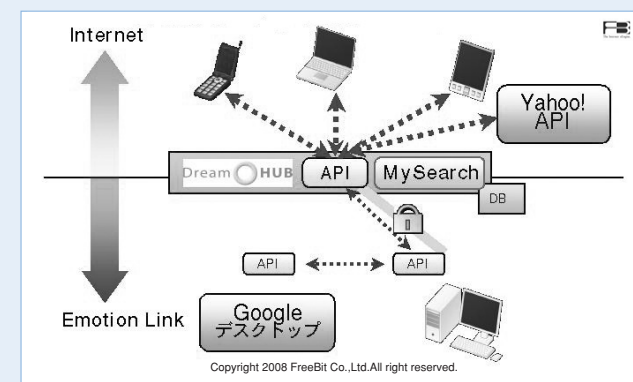 Internet
FB
Yahoo!
API
Dream HUB
API
MySearch
DB
API
API
Emotion Link
Google
デスクトップ
Copyright 2008 FreeBit Co.,Ltd.All right reserved.